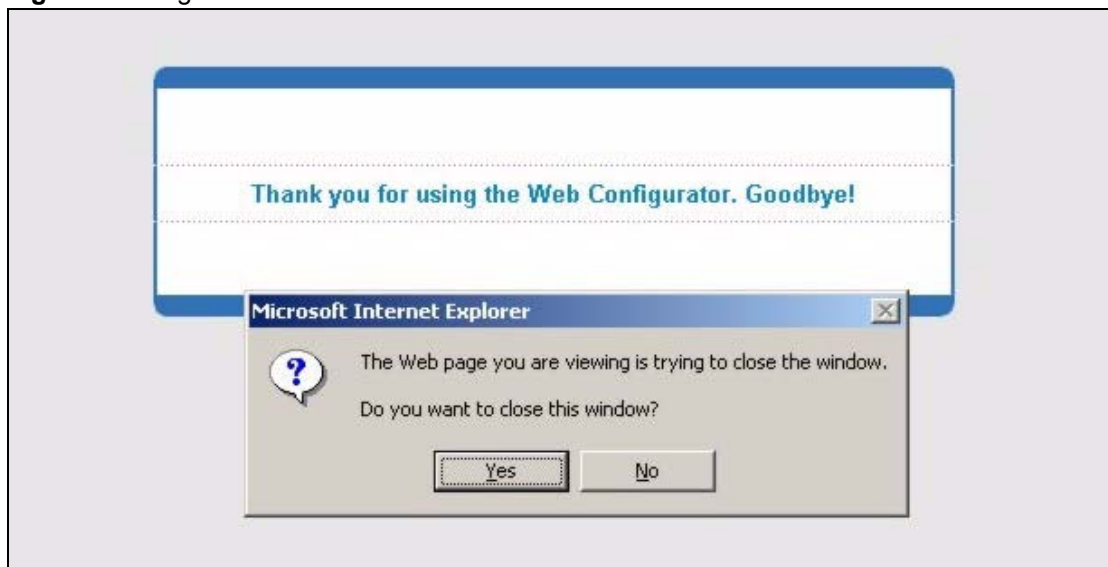 Thank you for using the Web Configurator. Goodbye!
Microsoft Internet Explorer
?
The Web page you are viewing is trying to close the window.
Do you want to close this window?
Yes
No